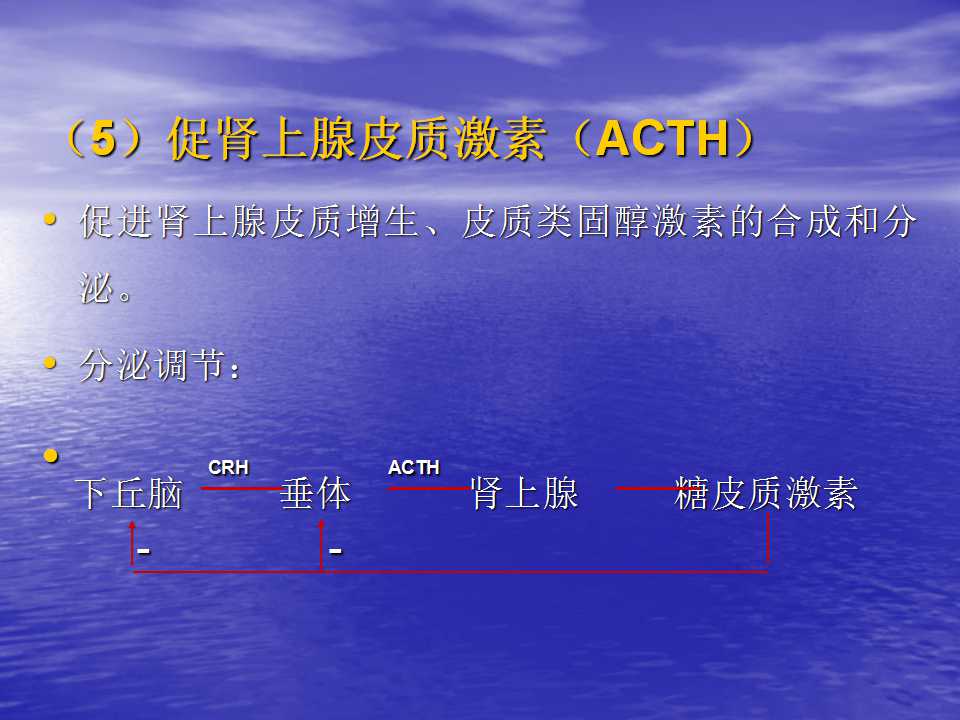 （5）促肾上腺皮质激素（ACTH）
• 促进肾上腺皮质增生、皮质类固醇激素的合成和分
泌。
• 分泌调节：
•
CRH ACTH
下丘脑 垂体 肾上腺 糖皮质激素
- -